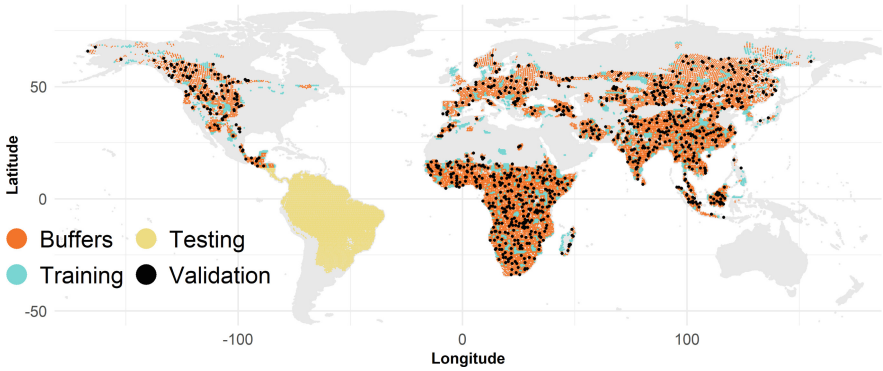 50
0
-50
Latitude
Buffers
Testing
Training
Validation
-100
0
100
Longitude